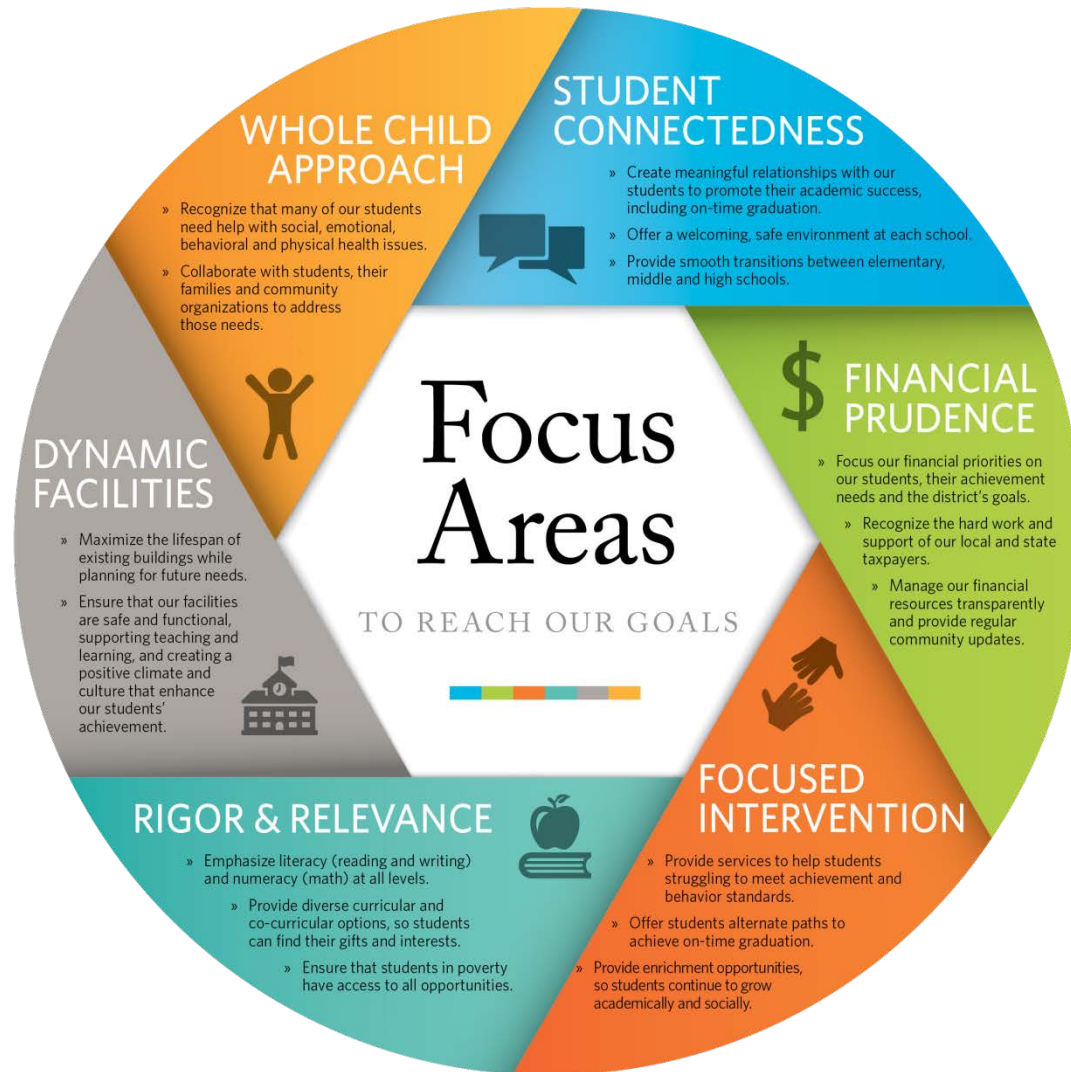 WHOLE CHILD
APPROACH
» Recognize that many of our students
need help with social, emotional,
behavioral and physical health issues.
» Collaborate with students, their
families and community
organizations to address
those needs.
STUDENT
CONNECTEDNESS
» Create meaningful relationships with our
students to promote their academic success,
including on-time graduation.
» Offer a welcoming, safe environment at each school.
» Provide smooth transitions between elementary,
middle and high schools.
$
FINANCIAL
PRUDENCE
» Focus our financial priorities on
our students, their achievement
needs and the district's goals.
» Recognize the hard work and
support of our local and state
taxpayers.
» Manage our financial
resources transparently
and provide regular
community updates.
FOCUSED
INTERVENTION
» Provide services to help students
struggling to meet achievement and
behavior standards.
» Offer students alternate paths to
achieve on-time graduation.
» Provide enrichment opportunities,
so students continue to grow
academically and socially.
RIGOR & RELEVANCE
» Emphasize literacy (reading and writing)
and numeracy (math) at all levels.
» Provide diverse curricular and
co-curricular options, so students
can find their gifts and interests.
» Ensure that students in poverty
have access to all opportunities.
DYNAMIC
FACILITIES
» Maximize the lifespan of
existing buildings while
planning for future needs.
» Ensure that our facilities
are safe and functional,
supporting teaching and
learning, and creating a
positive climate and
culture that enhance
our students'
achievement.
Focus
Areas
TO REACH OUR GOALS